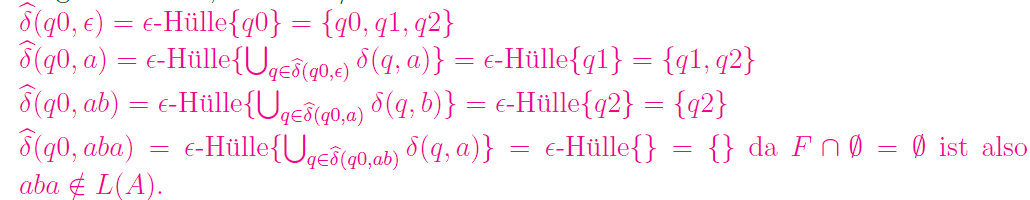 δ̂(q0, ϵ) = ϵ-Hülle{q0} = {q0, q1, q2}
δ̂(q0, a) = ϵ-Hülle{⋃_{q∈δ̂(q0,ϵ)} δ(q, a)} = ϵ-Hülle{q1} = {q1, q2}
δ̂(q0, ab) = ϵ-Hülle{⋃_{q∈δ̂(q0,a)} δ(q, b)} = ϵ-Hülle{q2} = {q2}
δ̂(q0, aba) = ϵ-Hülle{⋃_{q∈δ̂(q0,ab)} δ(q, a)} = ϵ-Hülle{} = {} da F ∩ ∅ = ∅ ist also
aba ∉ L(A).